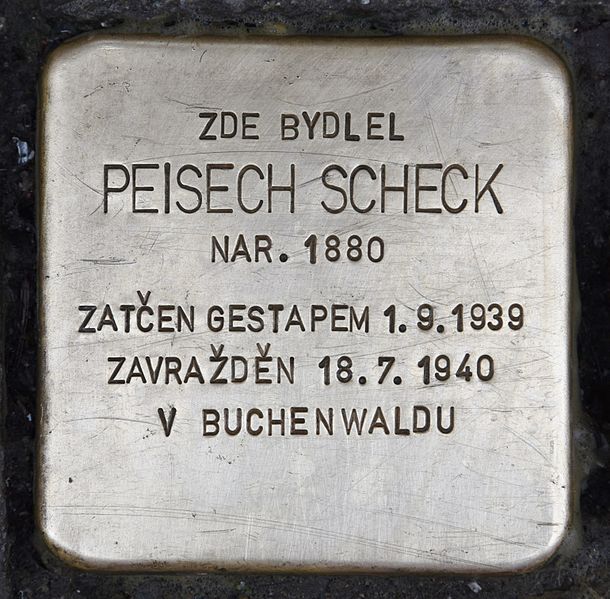 ZDE BYDLEL
PEISECH SCHECK
NAR. 1880
ZATČEN GESTAPEM 1.9.1939
ZAVRAŽDĚN 18.7.1940
V BUCHENWALDU